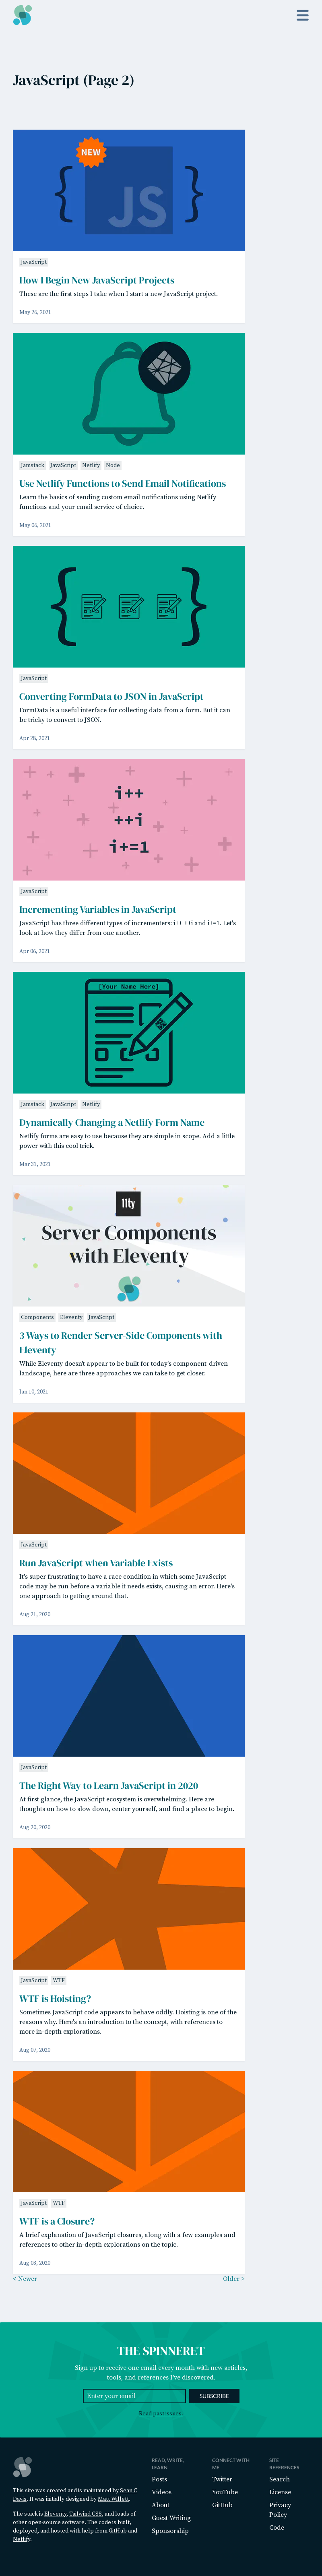 JavaScript (Page 2)
NEW
{ JS }
JavaScript
How I Begin New JavaScript Projects
These are the first steps I take when I start a new JavaScript project.
May 26, 2021
Jamstack JavaScript Netlify Node
Use Netlify Functions to Send Email Notifications
Learn the basics of sending custom email notifications using Netlify
functions and your email service of choice.
May 06, 2021
{ }
JavaScript
Converting FormData to JSON in JavaScript
FormData is a useful interface for collecting data from a form. But it can
be tricky to convert to JSON.
Apr 28, 2021
i++
++i
i+=1
JavaScript
Incrementing Variables in JavaScript
JavaScript has three different types of incrementers: i++ ++i and i+=1. Let's
look at how they differ from one another.
Apr 06, 2021
[Your Name Here]
Jamstack JavaScript Netlify
Dynamically Changing a Netlify Form Name
Netlify forms are easy to use because they are simple in scope. Add a little
power with this cool trick.
Mar 31, 2021
11ty
Server Components
with Eleventy
Components Eleventy JavaScript
3 Ways to Render Server-Side Components with
Eleventy
While Eleventy doesn't appear to be built for today's component-driven
landscape, here are three approaches we can take to get closer.
Jan 10, 2021
JavaScript
Run JavaScript when Variable Exists
It's super frustrating to have a race condition in which some JavaScript
code may be run before a variable it needs exists, causing an error. Here's
one approach to getting around that.
Aug 21, 2020
JavaScript
The Right Way to Learn JavaScript in 2020
At first glance, the JavaScript ecosystem is overwhelming. Here are
thoughts on how to slow down, center yourself, and find a place to begin.
Aug 20, 2020
JavaScript WTF
WTF is Hoisting?
Sometimes JavaScript code appears to behave oddly. Hoisting is one of the
reasons why. Here's an introduction to the concept, with references to
more in-depth explorations.
Aug 07, 2020
JavaScript WTF
WTF is a Closure?
A brief explanation of JavaScript closures, along with a few examples and
references to other in-depth explorations on the topic.
Aug 03, 2020
< Newer Older >
THE SPINNERET
Sign up to receive one email every month with new articles,
tools, and references I've discovered.
Enter your email SUBSCRIBE
Read past issues.
This site was created and is maintained by Sean C
Davis. It was initially designed by Matt Willett.
The stack is Eleventy, Tailwind CSS, and loads of
other open-source software. The code is built,
deployed, and hosted with help from GitHub and
Netlify.
READ, WRITE,
LEARN
Posts
Videos
About
Guest Writing
Sponsorship
CONNECT WITH
ME
Twitter
YouTube
GitHub
SITE
REFERENCES
Search
License
Privacy
Policy
Code